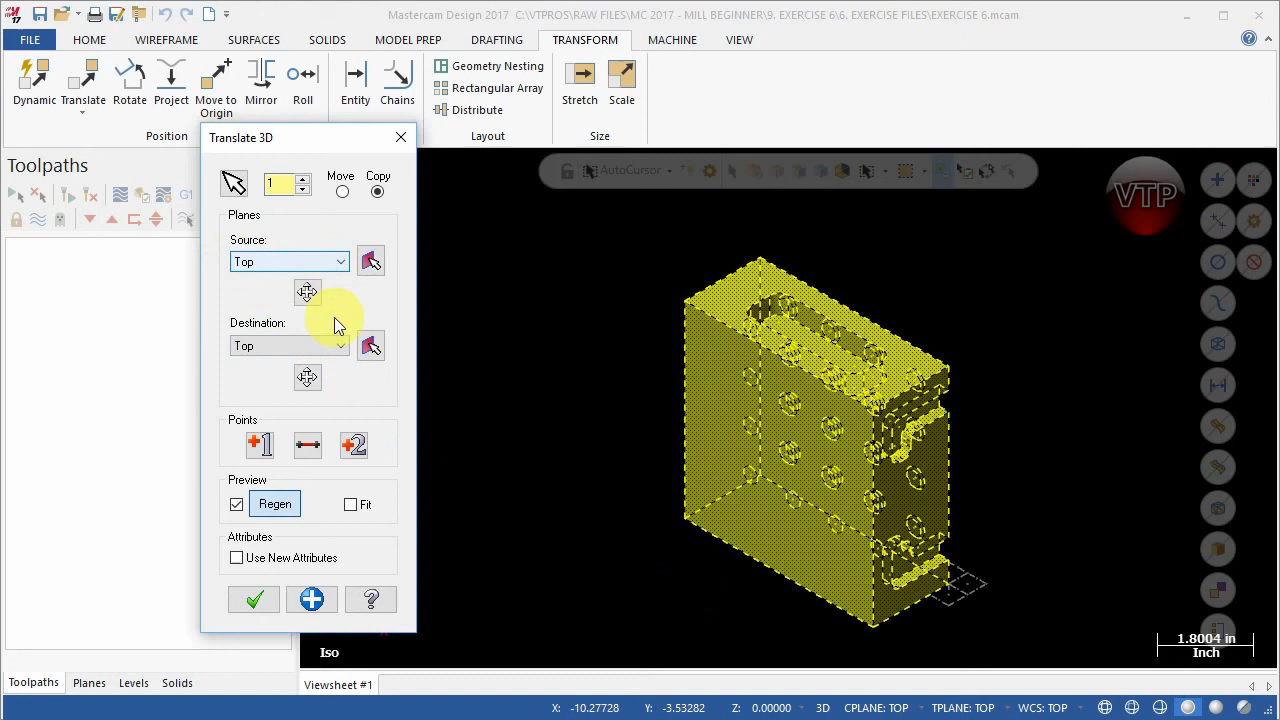 17
Mastercam Design 2017  C:\VTPROS\RAW FILES\MC 2017 - MILL BEGINNER\9. EXERCISE 6\6. EXERCISE FILES\EXERCISE 6.mcam
FILE HOME WIREFRAME SURFACES SOLIDS MODEL PREP DRAFTING TRANSFORM MACHINE VIEW
Dynamic Translate Rotate Project Move to Origin Mirror Roll Entity Chains
Geometry Nesting
Rectangular Array
Distribute
Stretch Scale
Position Layout Size
Translate 3D
Toolpaths
AutoCursor
G1
VTP
1 Move Copy
Planes
Source:
Top
Destination:
Top
Points
+1 +2
Preview
Regen Fit
Attributes
Use New Attributes
Iso
1.8004 in
Inch
Toolpaths Planes Levels Solids Viewsheet #1
X: -10.27728 Y: -3.53282 Z: 0.00000 3D CPLANE: TOP TPLANE: TOP WCS: TOP